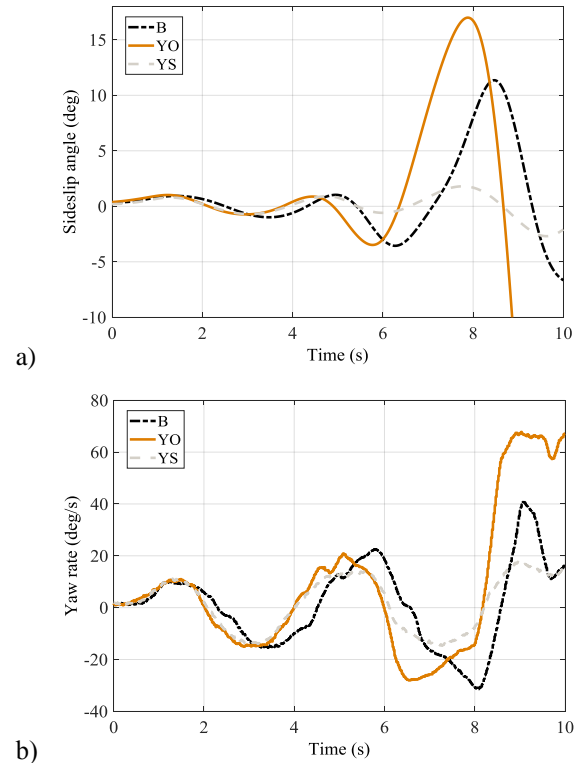 15
10
5
0
-5
-10
Sideslip angle (deg)
B
YO
YS
0 2 4 6 8 10
Time (s)
a)
80
60
40
20
0
-20
-40
Yaw rate (deg/s)
B
YO
YS
0 2 4 6 8 10
Time (s)
b)